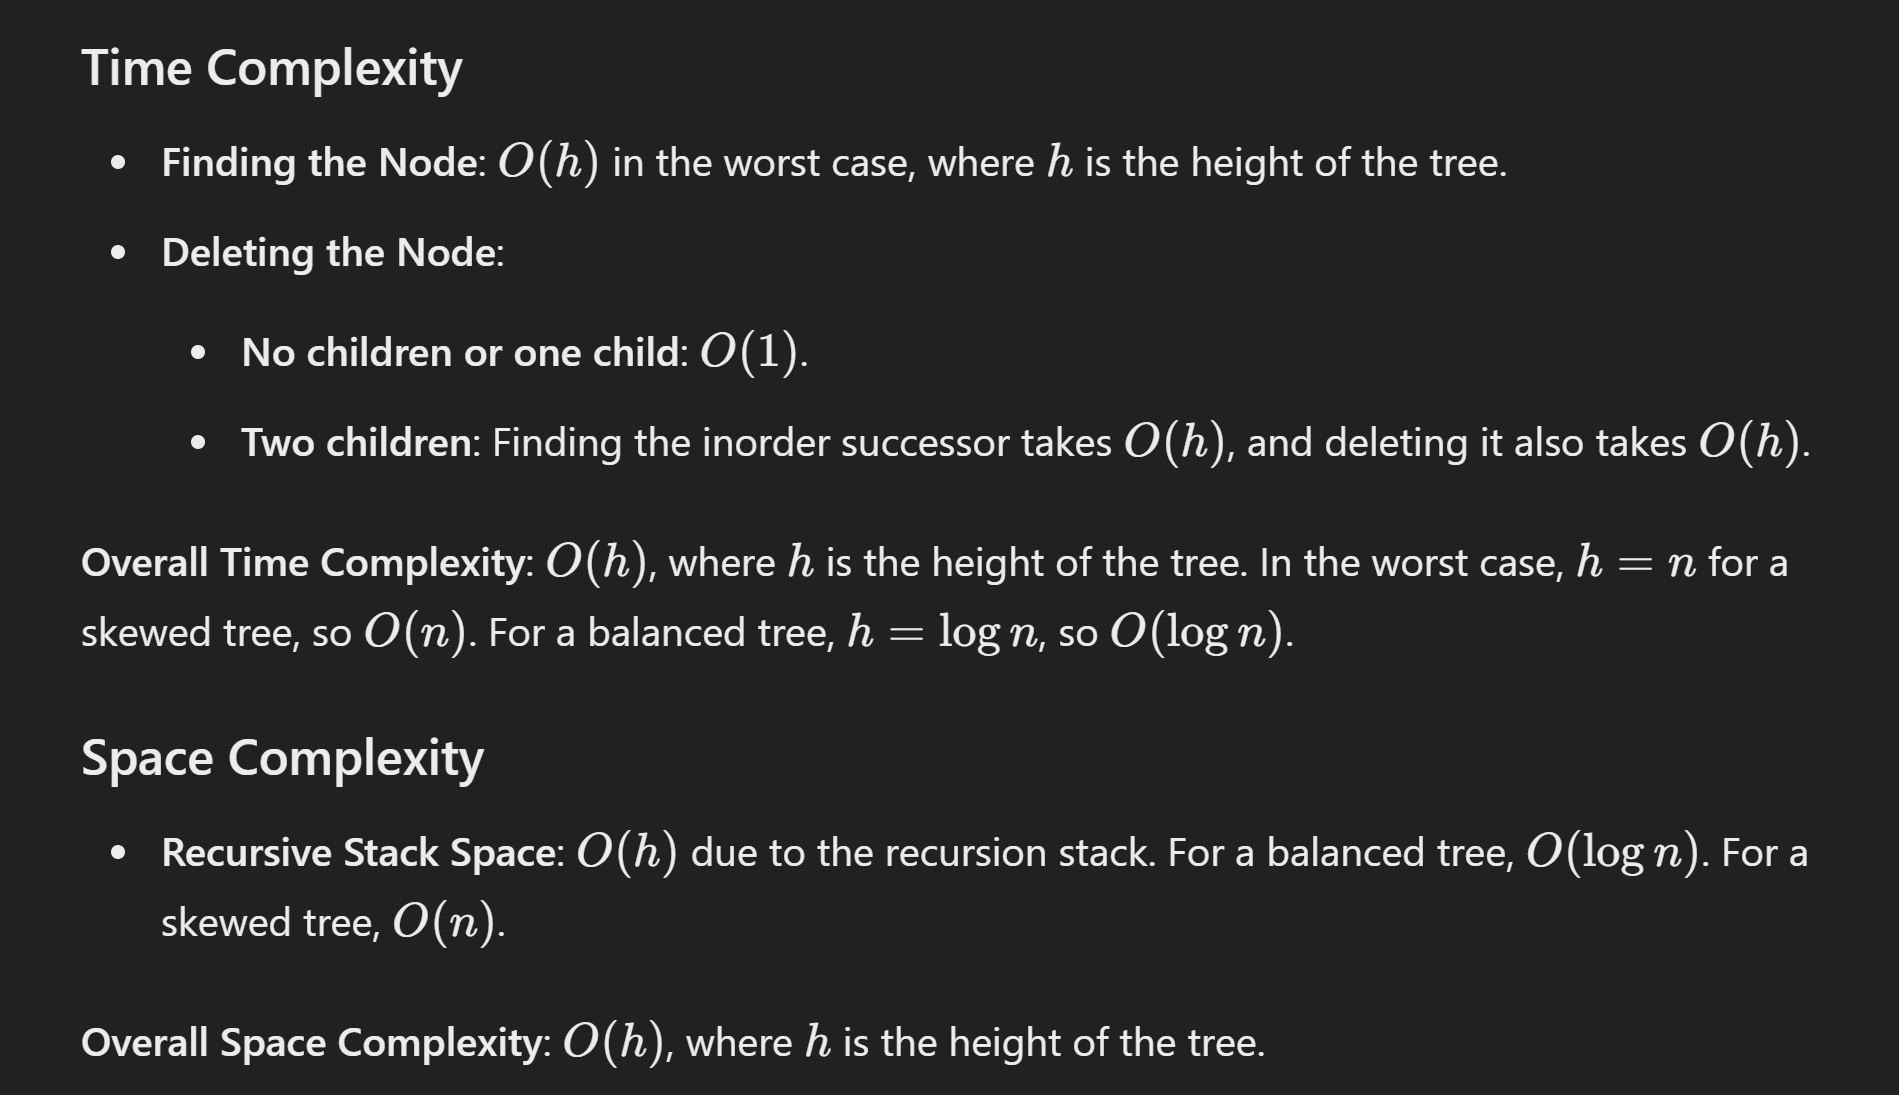 Time Complexity
• Finding the Node: O(h) in the worst case, where h is the height of the tree.
• Deleting the Node:
• No children or one child: O(1).
• Two children: Finding the inorder successor takes O(h), and deleting it also takes O(h).
Overall Time Complexity: O(h), where h is the height of the tree. In the worst case, h = n for a
skewed tree, so O(n). For a balanced tree, h = log n, so O(log n).
Space Complexity
• Recursive Stack Space: O(h) due to the recursion stack. For a balanced tree, O(log n). For a
skewed tree, O(n).
Overall Space Complexity: O(h), where h is the height of the tree.